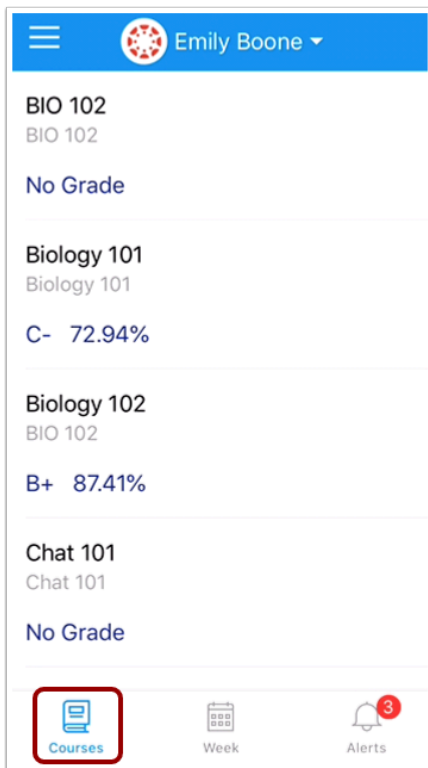 Emily Boone
BIO 102
BIO 102
No Grade
Biology 101
Biology 101
C- 72.94%
Biology 102
BIO 102
B+ 87.41%
Chat 101
Chat 101
No Grade
3
Courses Week Alerts